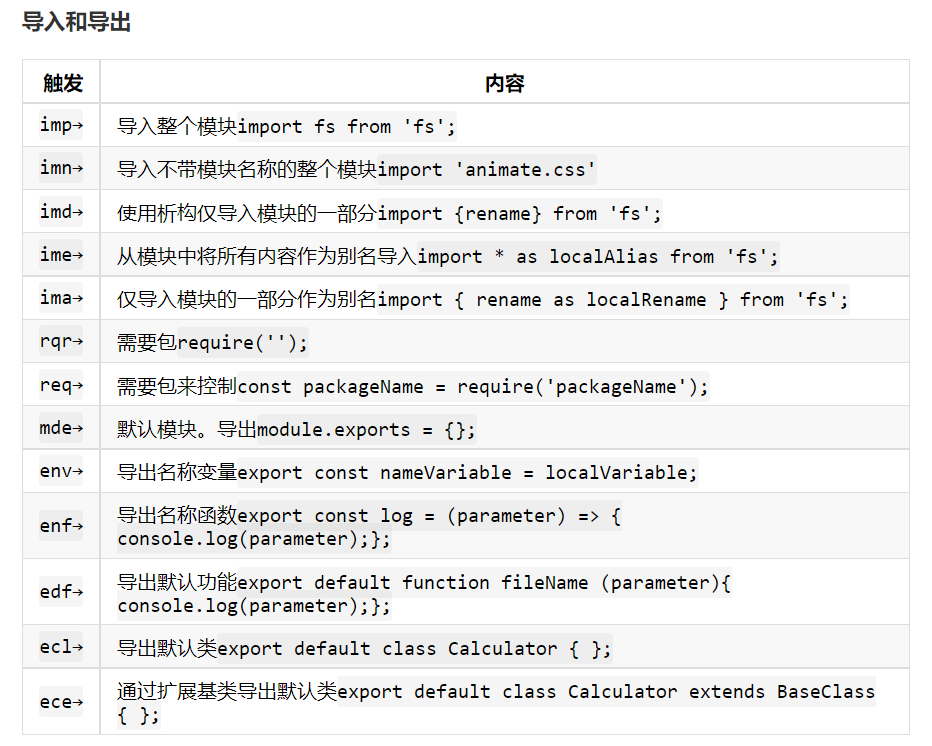 导入和导出
触发 内容
imp→ 导入整个模块import fs from 'fs';
imn→ 导入不带模块名称的整个模块import 'animate.css'
imd→ 使用析构仅导入模块的一部分import {rename} from 'fs';
ime→ 从模块中将所有内容作为别名导入import * as localAlias from 'fs';
ima→ 仅导入模块的一部分作为别名import { rename as localRename } from 'fs';
rqr→ 需要包require('');
req→ 需要包来控制const packageName = require('packageName');
mde→ 默认模块。导出module.exports = {};
env→ 导出名称变量export const nameVariable = localVariable;
enf→ 导出名称函数export const log = (parameter) => {
console.log(parameter);};
edf→ 导出默认功能export default function fileName (parameter){
console.log(parameter);};
ecl→ 导出默认类export default class Calculator { };
ece→ 通过扩展基类导出默认类export default class Calculator extends BaseClass
{ };